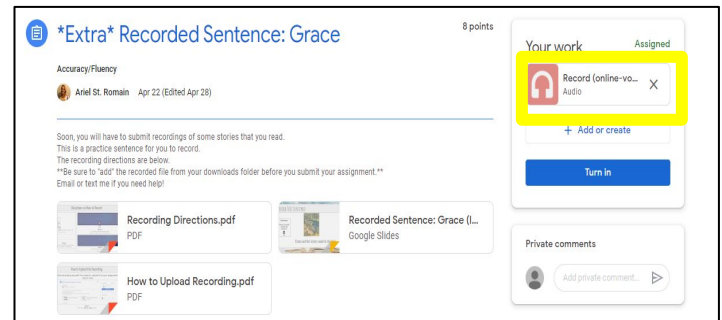 *Extra* Recorded Sentence: Grace
8 points
Accuracy/Fluency
Ariel St. Romain Apr 22 (Edited Apr 28)
Soon, you will have to submit recordings of some stories that you read.
This is a practice sentence for you to record.
The recording directions are below.
**Be sure to "add" the recorded file from your downloads folder before you submit your assignment.**
Email or text me if you need help!
Recording Directions.pdf
PDF
Recorded Sentence: Grace (I...
Google Slides
How to Upload Recording.pdf
PDF
Your work
Assigned
Record (online-vo...
Audio
+ Add or create
Turn in
Private comments
Add private comment...